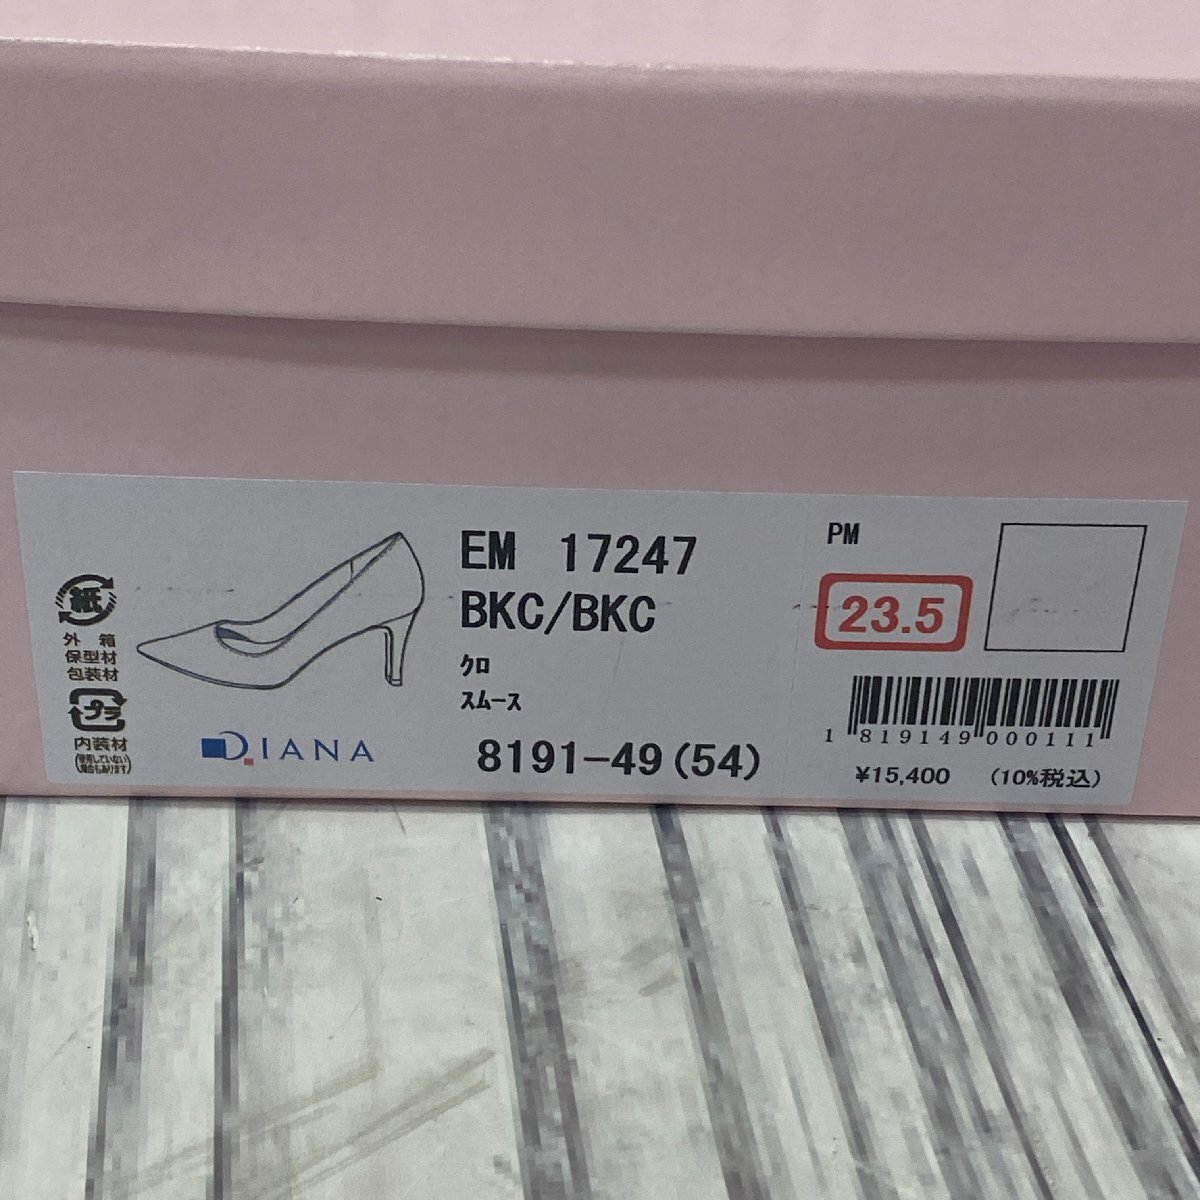 紙
外箱
保型材
包装材
プラ
内装材
(使用していない
場合もあります)
DIANA
EM 17247
BKC/BKC
クロ
スムース
8191-49(54)
PM
23.5
1 819149 000111
¥15,400 (10%税込)